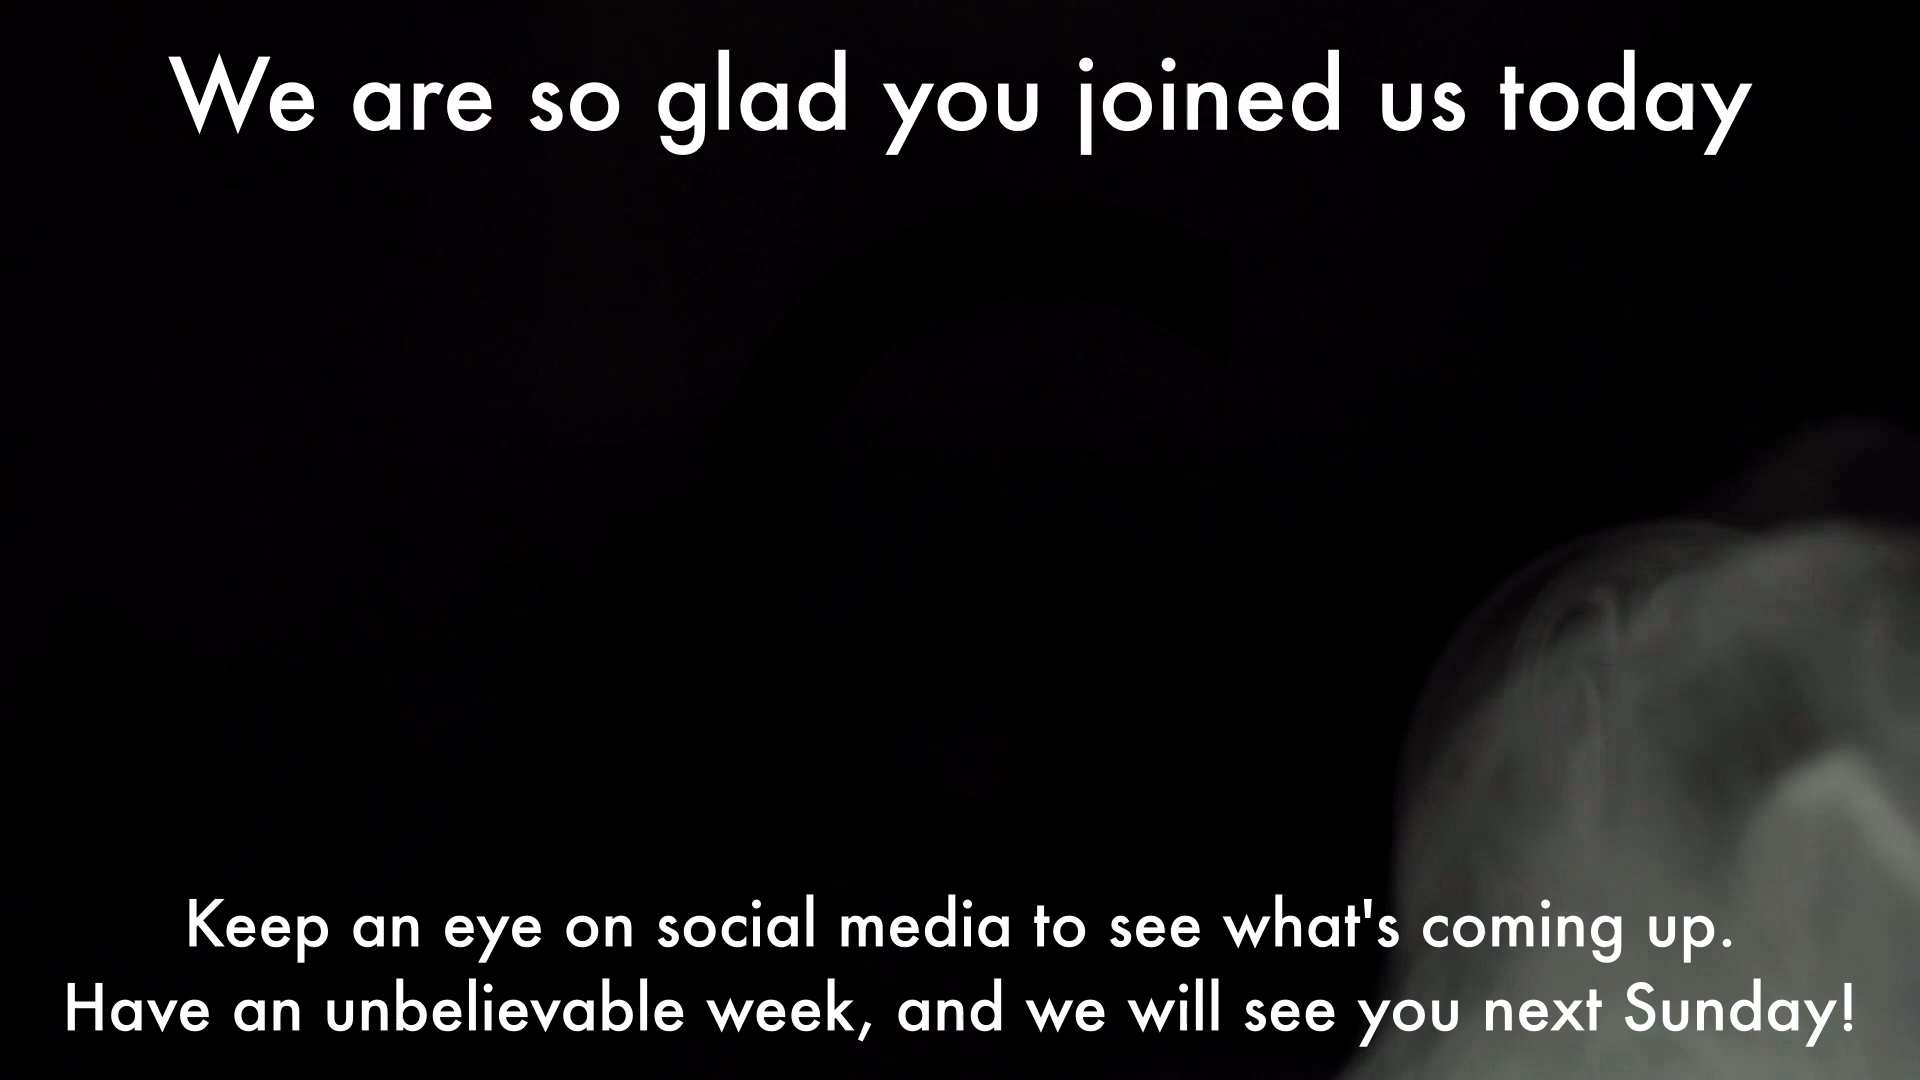 We are so glad you joined us today
Keep an eye on social media to see what's coming up.
Have an unbelievable week, and we will see you next Sunday!